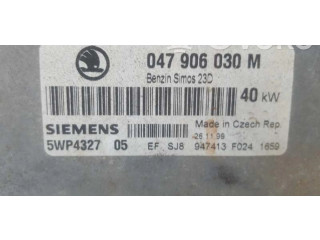 047 906 030 M
Benzin Simos 23D
40 kW
SIEMENS
Made in Czech Rep.
5WP4327 05
EF SJ8 947413 F024 1659